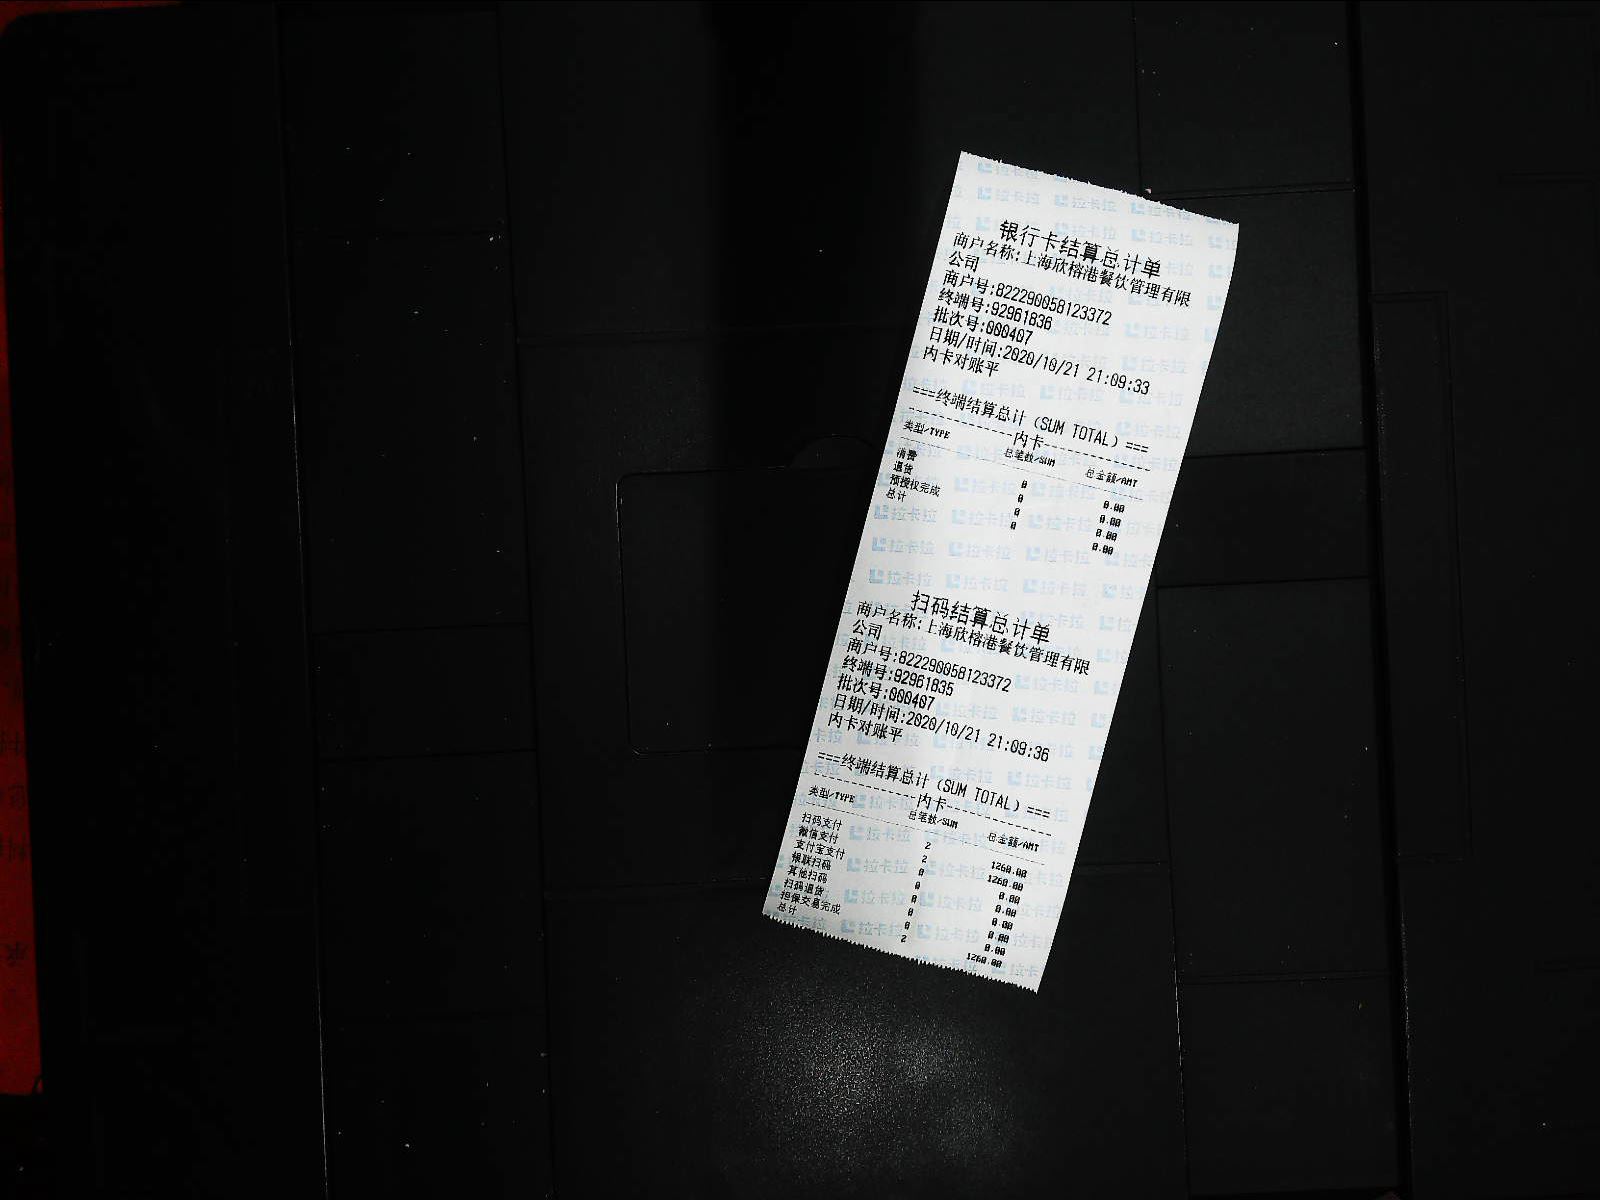 银行卡结算总计单
商户名称:上海欣榕港餐饮管理有限
公司
商户号:822290058123372
终端号:92961836
批次号:000407
日期/时间:2020/10/21 21:09:33
内卡对账平
===终端结算总计(SUM TOTAL)===
----------------内卡----------------
类型/TYPE 总笔数/SUM 总金额/AMT
消费 0 0.00
退货 0 0.00
预授权完成 0 0.00
总计 0 0.00
扫码结算总计单
商户名称:上海欣榕港餐饮管理有限
公司
商户号:822290058123372
终端号:92961835
批次号:000407
日期/时间:2020/10/21 21:09:36
内卡对账平
===终端结算总计(SUM TOTAL)===
----------------内卡----------------
类型/TYPE 总笔数/SUM 总金额/AMT
扫码支付 2 1260.00
微信支付 2 1260.00
支付宝支付 0 0.00
银联扫码 0 0.00
其他扫码 0 0.00
扫码退货 0 0.00
担保交易完成 0 0.00
总计 2 1260.00
拉卡拉